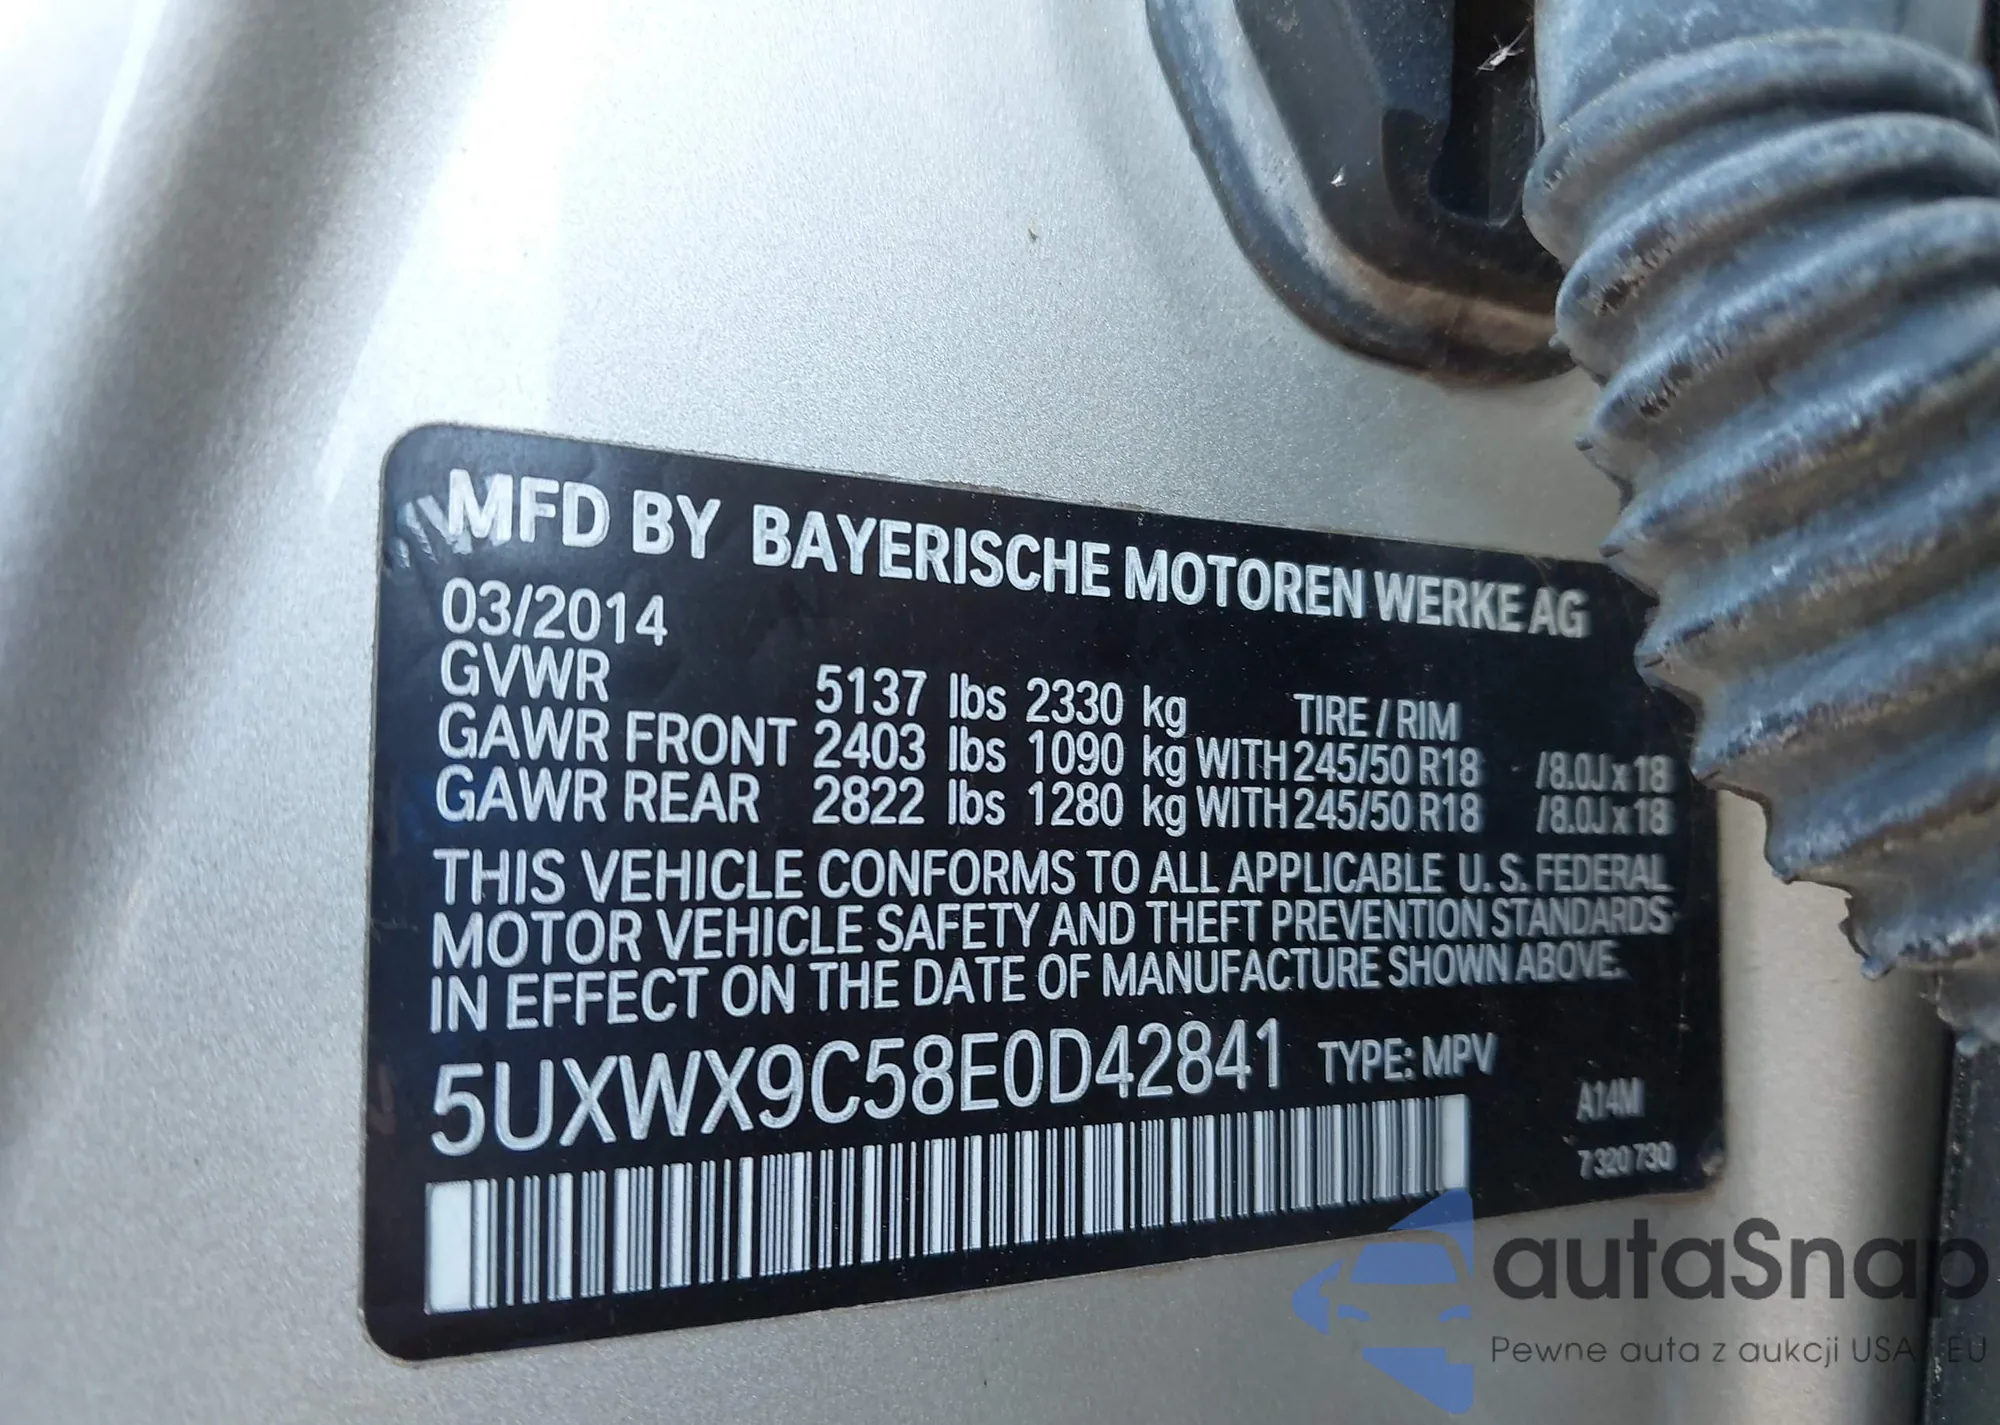 MFD BY BAYERISCHE MOTOREN WERKE AG
03/2014
GVWR 5137 lbs 2330 kg TIRE / RIM
GAWR FRONT 2403 lbs 1090 kg WITH 245/50 R18 /8.0J x 18
GAWR REAR 2822 lbs 1280 kg WITH 245/50 R18 /8.0J x 18
THIS VEHICLE CONFORMS TO ALL APPLICABLE U.S. FEDERAL
MOTOR VEHICLE SAFETY AND THEFT PREVENTION STANDARDS
IN EFFECT ON THE DATE OF MANUFACTURE SHOWN ABOVE.
5UXWX9C58E0D42841 TYPE: MPV
A14M
7 320 730
autaSnap
Pewne auta z aukcji USA i EU